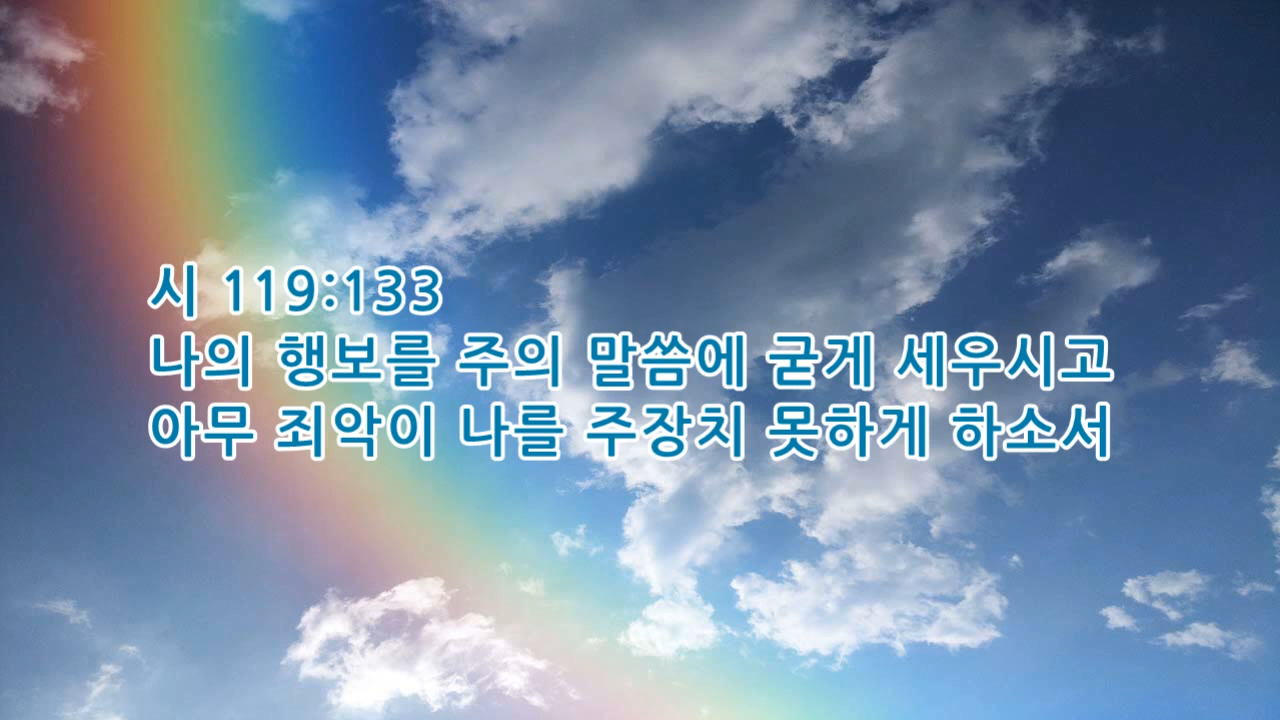 시 119:133
나의 행보를 주의 말씀에 굳게 세우시고
아무 죄악이 나를 주장치 못하게 하소서